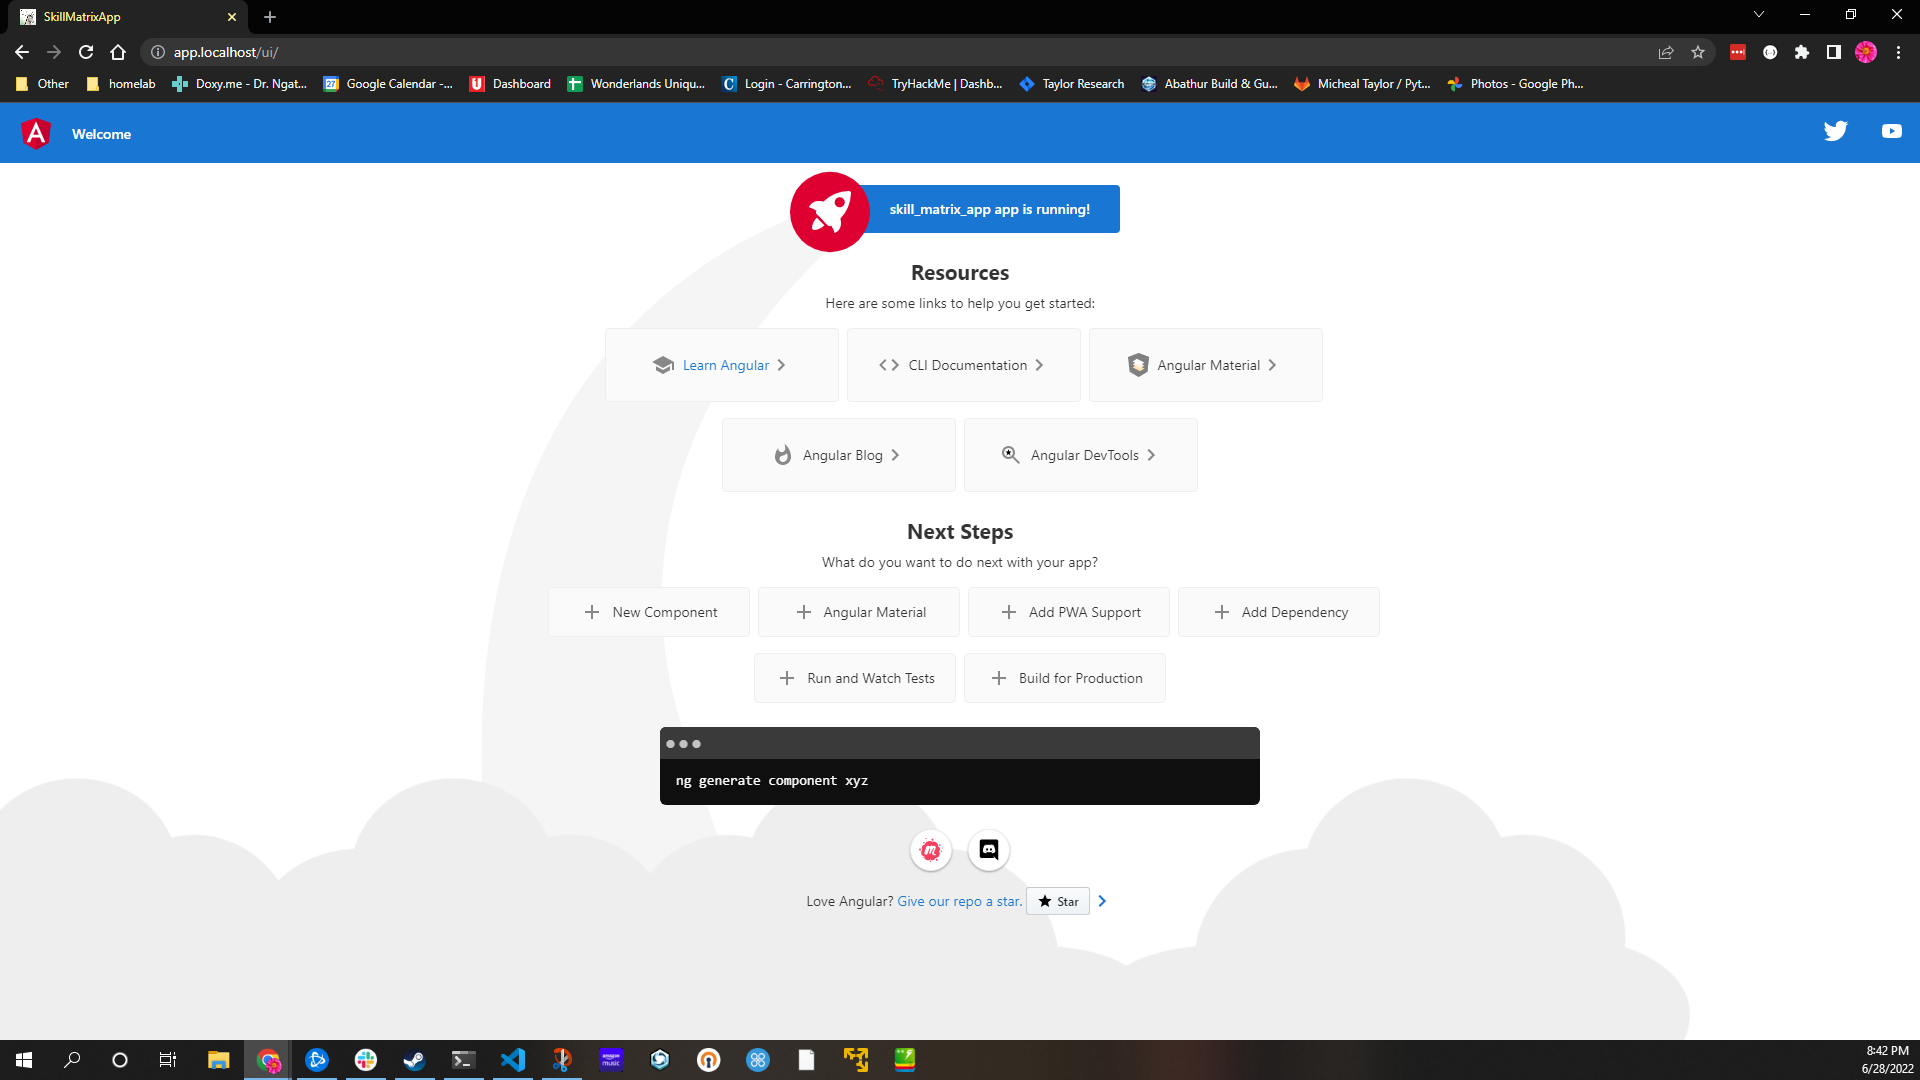 SkillMatrixApp
app.localhost/ui/
Other homelab Doxy.me - Dr. Ngat... Google Calendar -... Dashboard Wonderlands Uniqu... Login - Carrington... TryHackMe | Dashb... Taylor Research Abathur Build & Gu... Micheal Taylor / Pyt... Photos - Google Ph...
Welcome
skill_matrix_app app is running!
Resources
Here are some links to help you get started:
Learn Angular CLI Documentation Angular Material
Angular Blog Angular DevTools
Next Steps
What do you want to do next with your app?
New Component Angular Material Add PWA Support Add Dependency
Run and Watch Tests Build for Production
ng generate component xyz
Love Angular? Give our repo a star. Star
amazon music
8:42 PM
6/28/2022